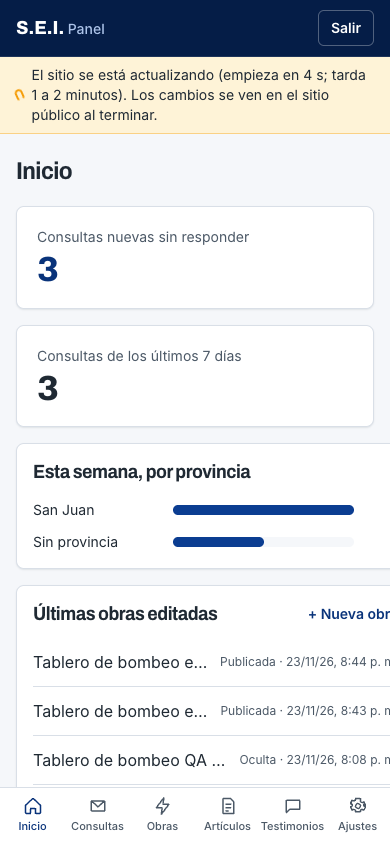 S.E.I. Panel
Salir
El sitio se está actualizando (empieza en 4 s; tarda
1 a 2 minutos). Los cambios se ven en el sitio
público al terminar.
Inicio
Consultas nuevas sin responder
3
Consultas de los últimos 7 días
3
Esta semana, por provincia
San Juan
Sin provincia
Últimas obras editadas
+ Nueva obr
Tablero de bombeo e... Publicada · 23/11/26, 8:44 p. m
Tablero de bombeo e... Publicada · 23/11/26, 8:43 p. m
Tablero de bombeo QA ... Oculta · 23/11/26, 8:08 p. m
Inicio Consultas Obras Artículos Testimonios Ajustes